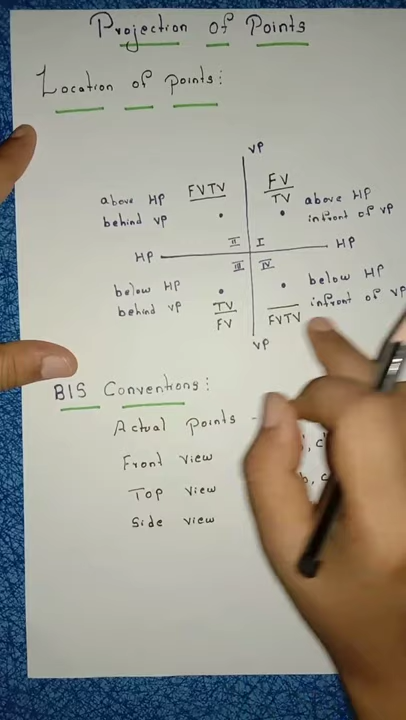 Projection of Points
Location of points:
VP
above HP FVTV FV above HP
behind VP TV infront of VP
II I
HP HP
III IV
below HP below HP
behind VP TV infront of VP
FV FVTV
VP
BIS Conventions:
Actual Points -
Front view
Top view
Side view